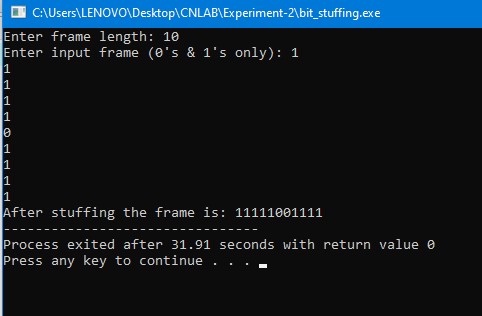 C:\Users\LENOVO\Desktop\CNLAB\Experiment-2\bit_stuffing.exe
Enter frame length: 10
Enter input frame (0's & 1's only): 1
1
1
1
1
0
1
1
1
1
After stuffing the frame is: 11111001111
--------------------------------
Process exited after 31.91 seconds with return value 0
Press any key to continue . . .